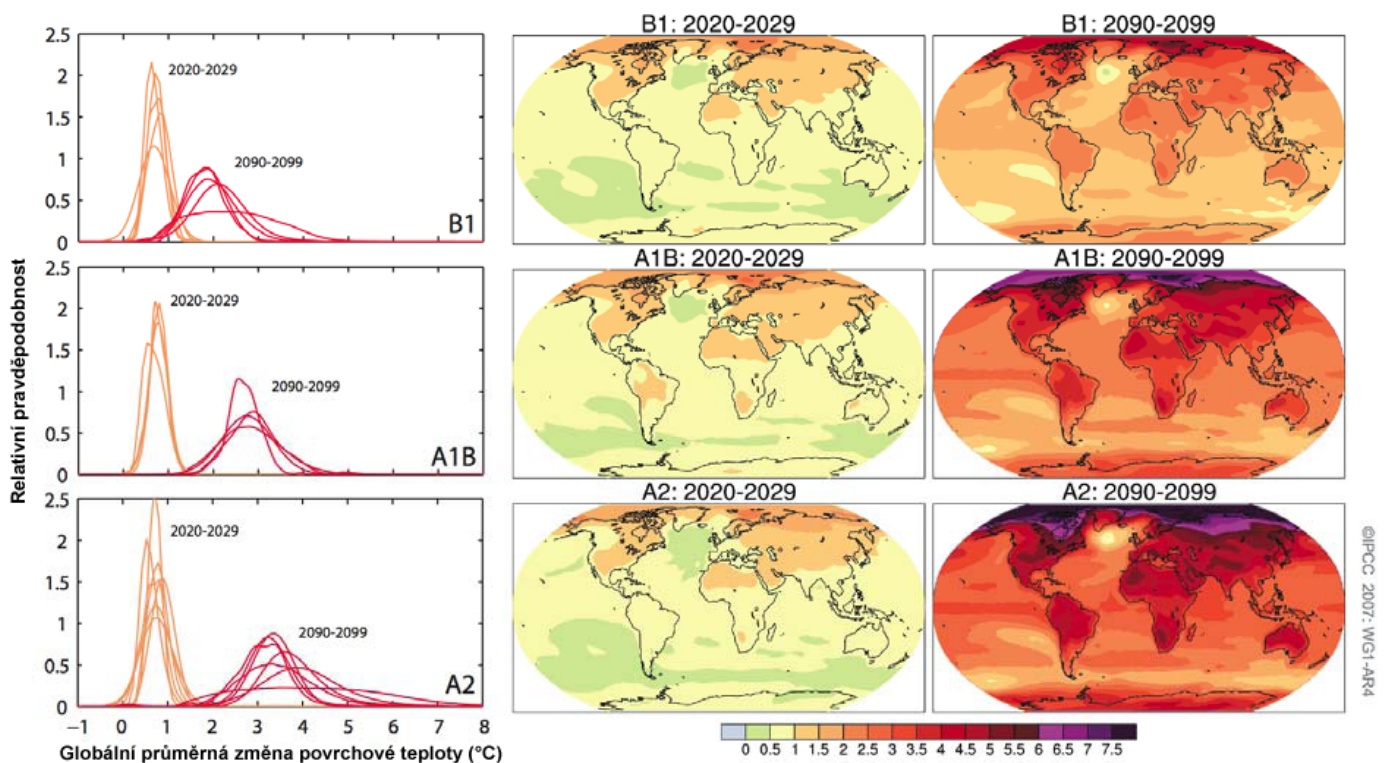 Relativní pravděpodobnost
2.5
2
1.5
1
0.5
0
2020-2029
2090-2099
B1
2.5
2
1.5
1
0.5
0
2020-2029
2090-2099
A1B
2.5
2
1.5
1
0.5
0
2020-2029
2090-2099
A2
−1 0 1 2 3 4 5 6 7 8
Globální průměrná změna povrchové teploty (°C)
B1: 2020-2029
B1: 2090-2099
A1B: 2020-2029
A1B: 2090-2099
A2: 2020-2029
A2: 2090-2099
0 0.5 1 1.5 2 2.5 3 3.5 4 4.5 5 5.5 6 6.5 7 7.5
©IPCC 2007: WG1-AR4